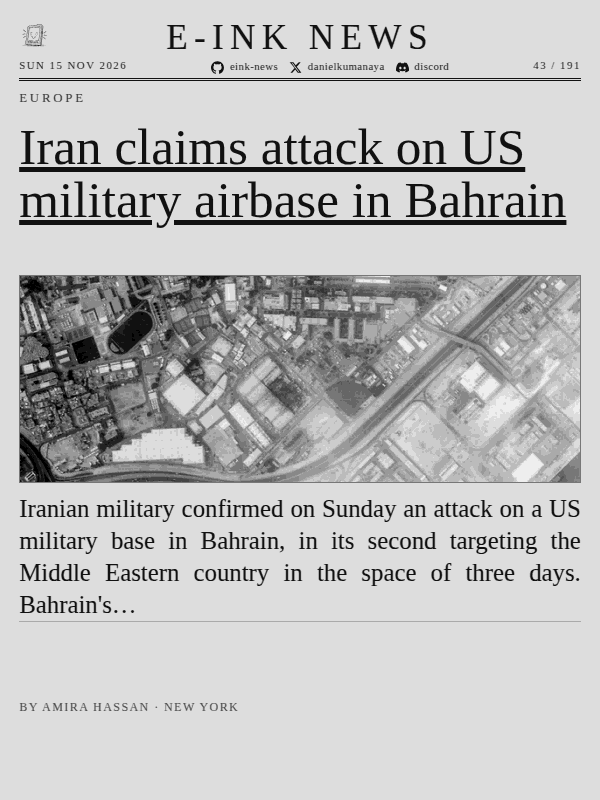 E-INK NEWS
SUN 15 NOV 2026
eink-news danielkumanaya discord
43 / 191
EUROPE
Iran claims attack on US
military airbase in Bahrain
Iranian military confirmed on Sunday an attack on a US
military base in Bahrain, in its second targeting the
Middle Eastern country in the space of three days.
Bahrain's…
BY AMIRA HASSAN · NEW YORK